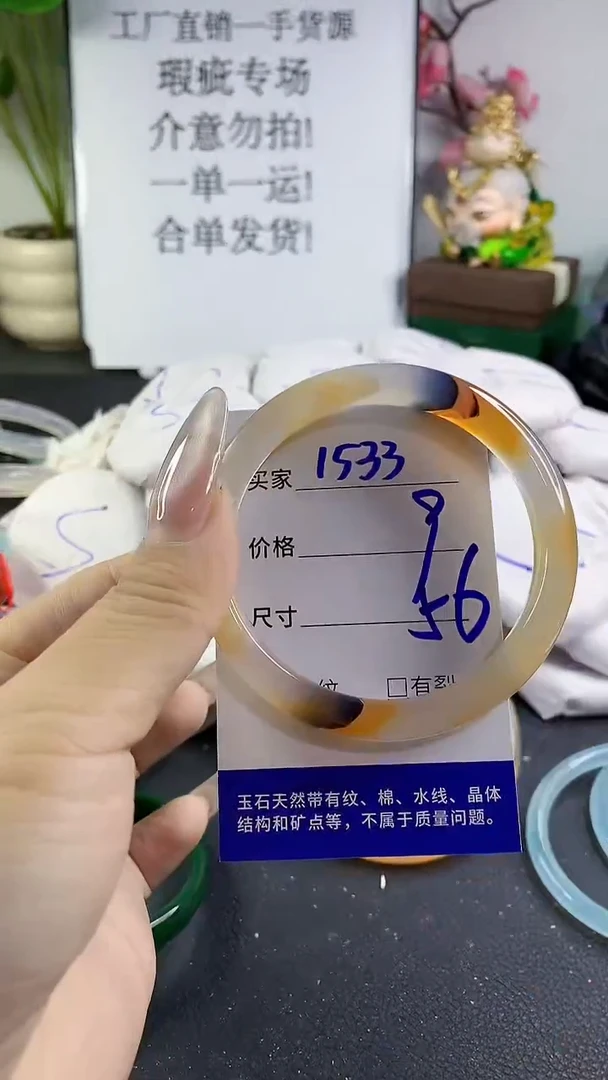 工厂直销一手货源
瑕疵专场
介意勿拍!
一单一运!
合单发货!
买家 1533
价格
尺寸 56
纹 □有裂
玉石天然带有纹、棉、水线、晶体
结构和矿点等，不属于质量问题。
S